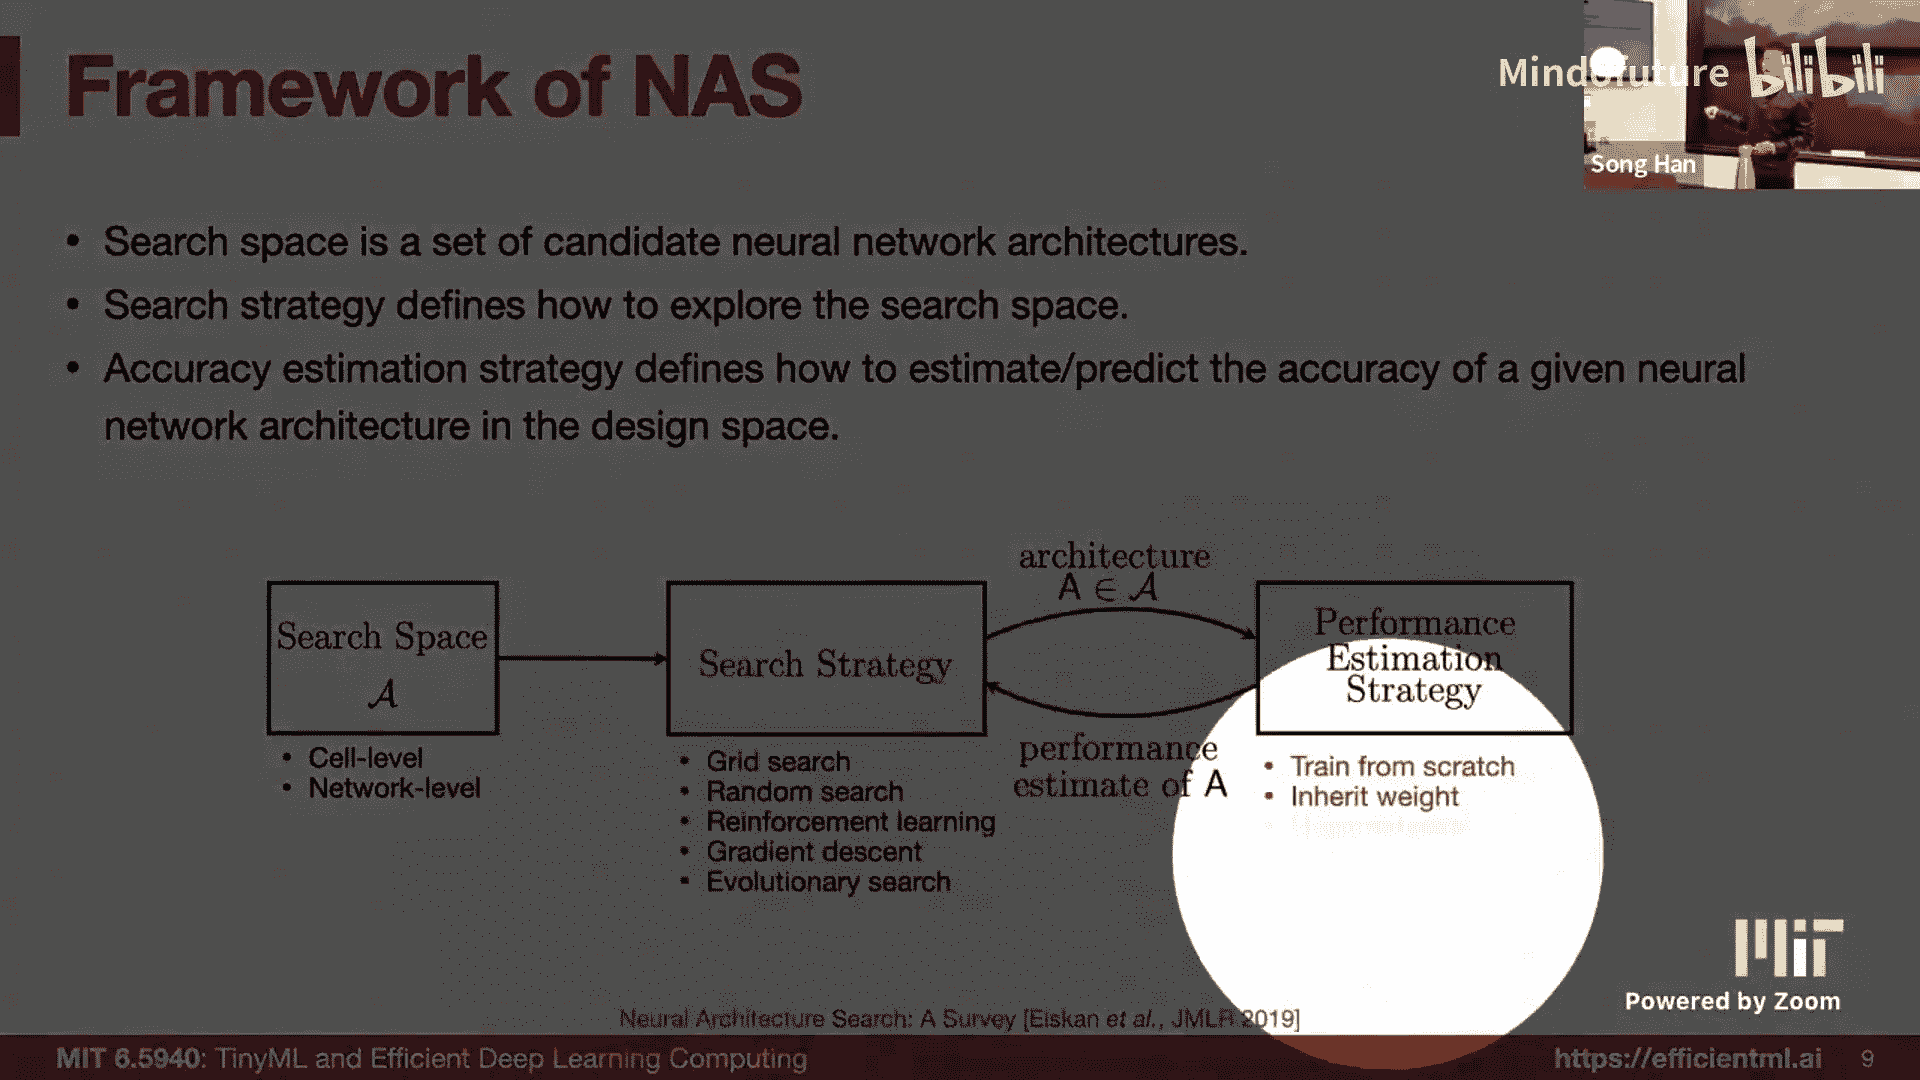 Framework of NAS
Mindofuture bilibili
Song Han
• Search space is a set of candidate neural network architectures.
• Search strategy defines how to explore the search space.
• Accuracy estimation strategy defines how to estimate/predict the accuracy of a given neural
network architecture in the design space.
Search Space
𝒜
• Cell-level
• Network-level
Search Strategy
• Grid search
• Random search
• Reinforcement learning
• Gradient descent
• Evolutionary search
architecture
A ∈ 𝒜
performance
estimate of A
Performance
Estimation
Strategy
• Train from scratch
• Inherit weight
Neural Architecture Search: A Survey [Elskan et al., JMLR 2019]
MIT
Powered by Zoom
MIT 6.5940: TinyML and Efficient Deep Learning Computing
https://efficientml.ai
9